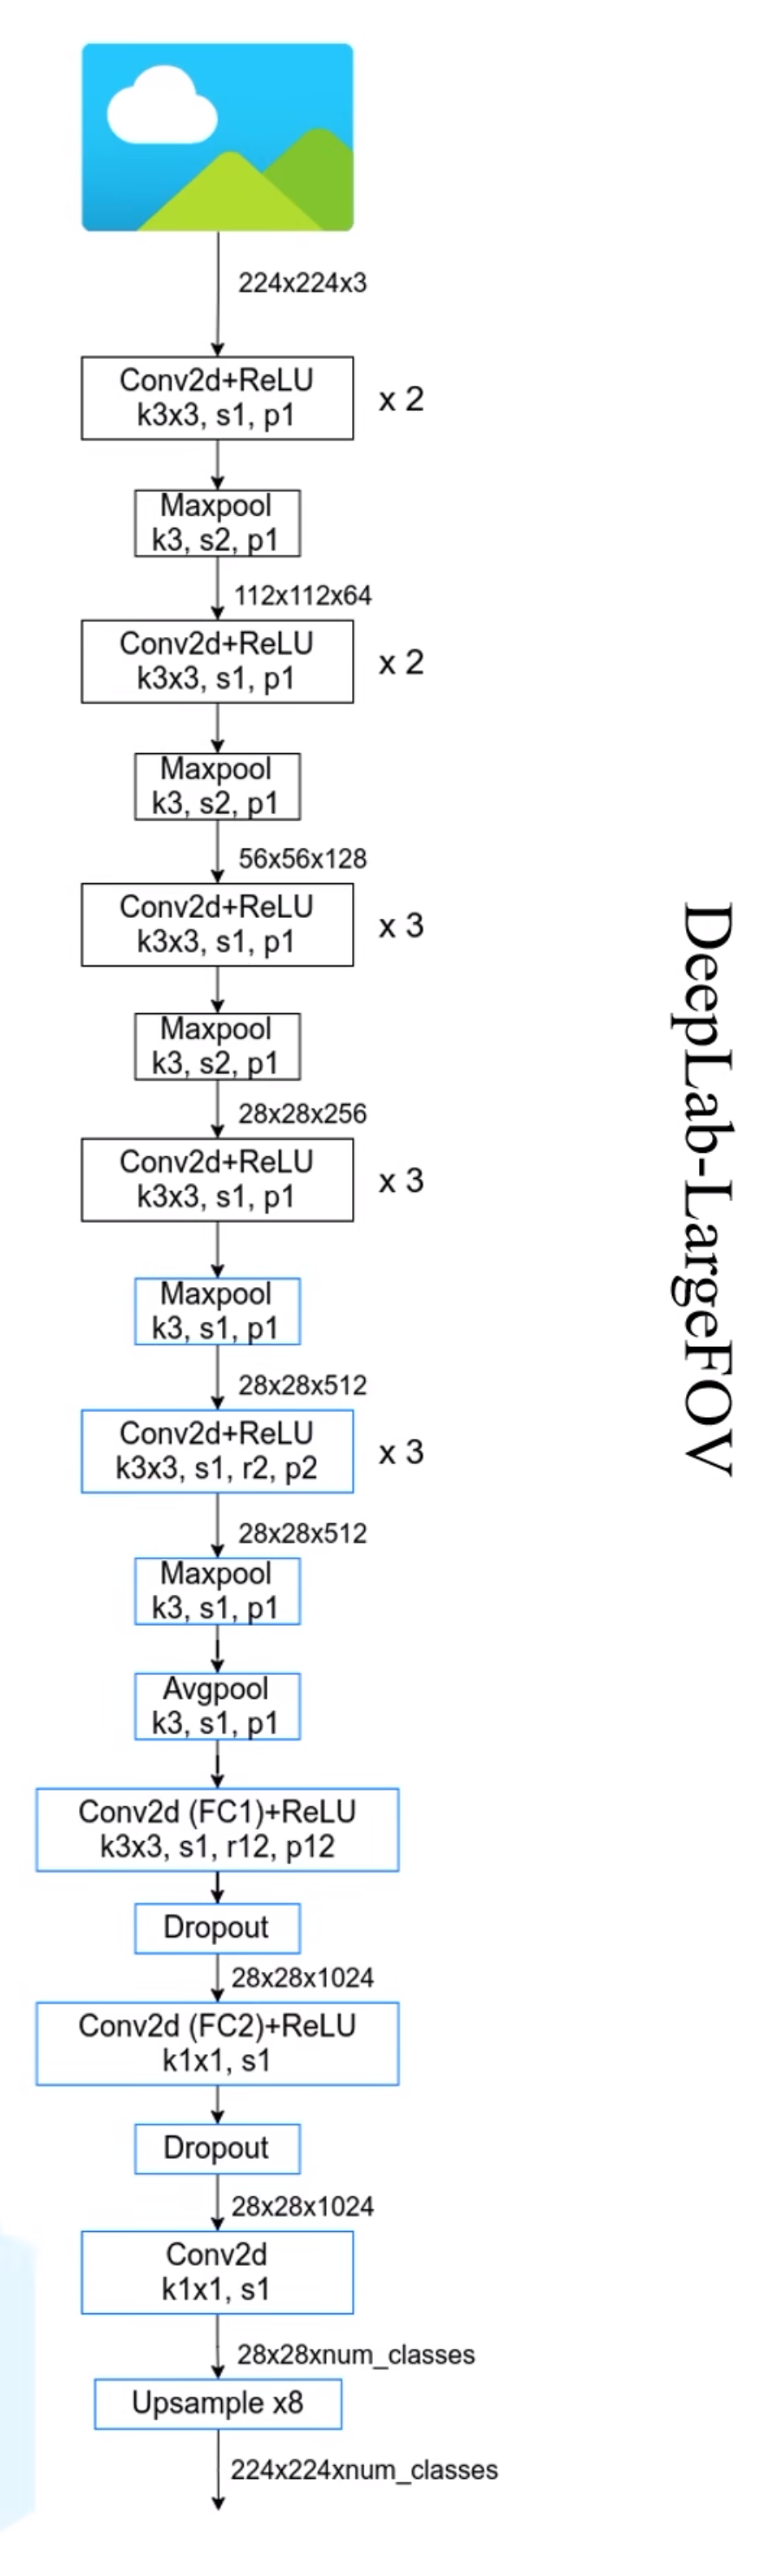 224x224x3
Conv2d+ReLU
k3x3, s1, p1
x 2
Maxpool
k3, s2, p1
112x112x64
Conv2d+ReLU
k3x3, s1, p1
x 2
Maxpool
k3, s2, p1
56x56x128
Conv2d+ReLU
k3x3, s1, p1
x 3
Maxpool
k3, s2, p1
28x28x256
Conv2d+ReLU
k3x3, s1, p1
x 3
Maxpool
k3, s1, p1
28x28x512
Conv2d+ReLU
k3x3, s1, r2, p2
x 3
28x28x512
Maxpool
k3, s1, p1
Avgpool
k3, s1, p1
Conv2d (FC1)+ReLU
k3x3, s1, r12, p12
Dropout
28x28x1024
Conv2d (FC2)+ReLU
k1x1, s1
Dropout
28x28x1024
Conv2d
k1x1, s1
28x28xnum_classes
Upsample x8
224x224xnum_classes
DeepLab-LargeFOV